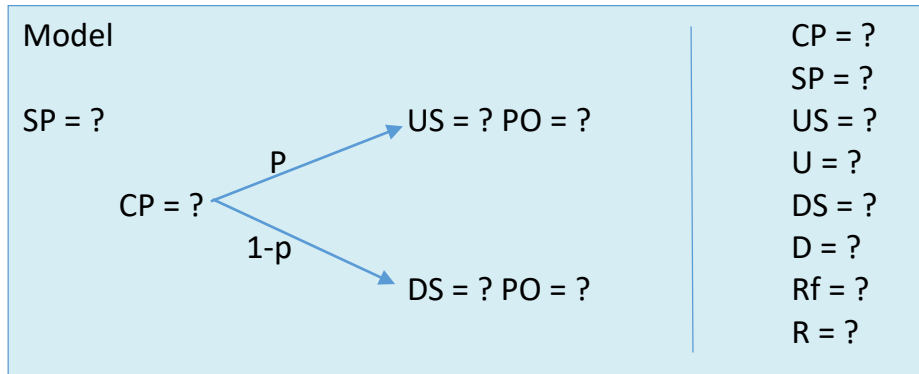 Model
SP = ?
US = ? PO = ?
P
CP = ?
1-p
DS = ? PO = ?
CP = ?
SP = ?
US = ?
U = ?
DS = ?
D = ?
Rf = ?
R = ?